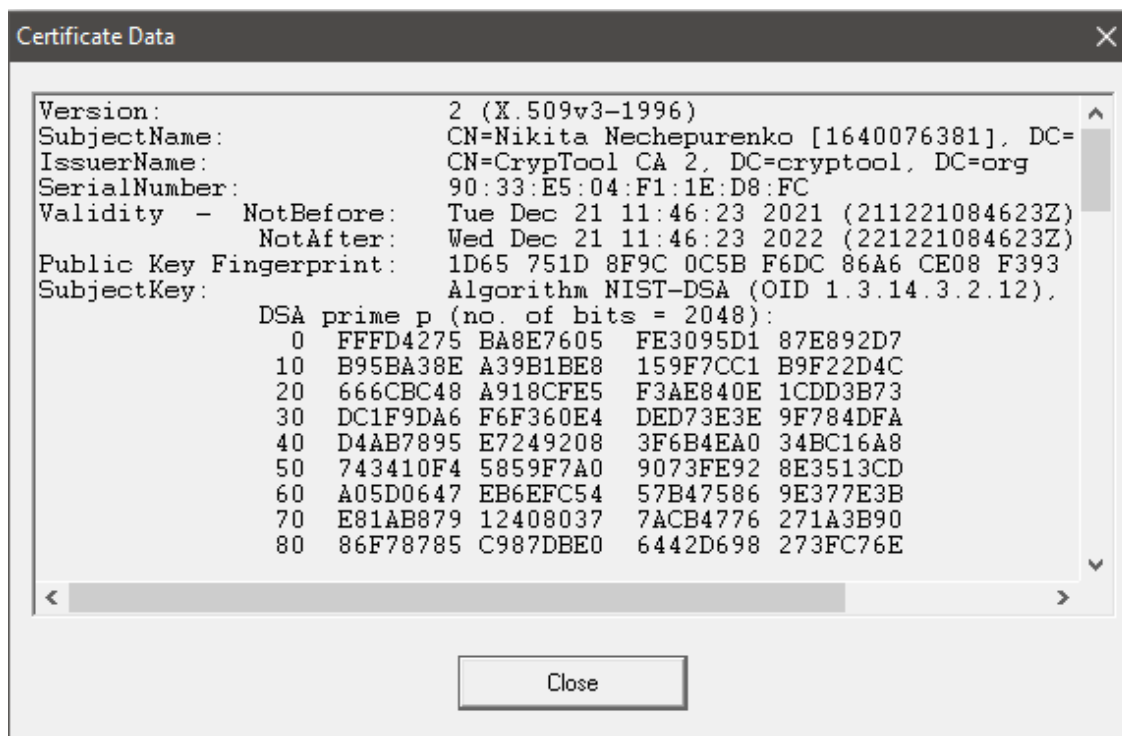 Certificate Data
Version: 2 (X.509v3-1996)
SubjectName: CN=Nikita Nechepurenko [1640076381], DC=
IssuerName: CN=CrypTool CA 2, DC=cryptool, DC=org
SerialNumber: 90:33:E5:04:F1:1E:D8:FC
Validity - NotBefore: Tue Dec 21 11:46:23 2021 (211221084623Z)
NotAfter: Wed Dec 21 11:46:23 2022 (221221084623Z)
Public Key Fingerprint: 1D65 751D 8F9C 0C5B F6DC 86A6 CE08 F393
SubjectKey: Algorithm NIST-DSA (OID 1.3.14.3.2.12),
DSA prime p (no. of bits = 2048):
0 FFFD4275 BA8E7605 FE3095D1 87E892D7
10 B95BA38E A39B1BE8 159F7CC1 B9F22D4C
20 666CBC48 A918CFE5 F3AE840E 1CDD3B73
30 DC1F9DA6 F6F360E4 DED73E3E 9F784DFA
40 D4AB7895 E7249208 3F6B4EA0 34BC16A8
50 743410F4 5859F7A0 9073FE92 8E3513CD
60 A05D0647 EB6EFC54 57B47586 9E377E3B
70 E81AB879 12408037 7ACB4776 271A3B90
80 86F78785 C987DBE0 6442D698 273FC76E
Close